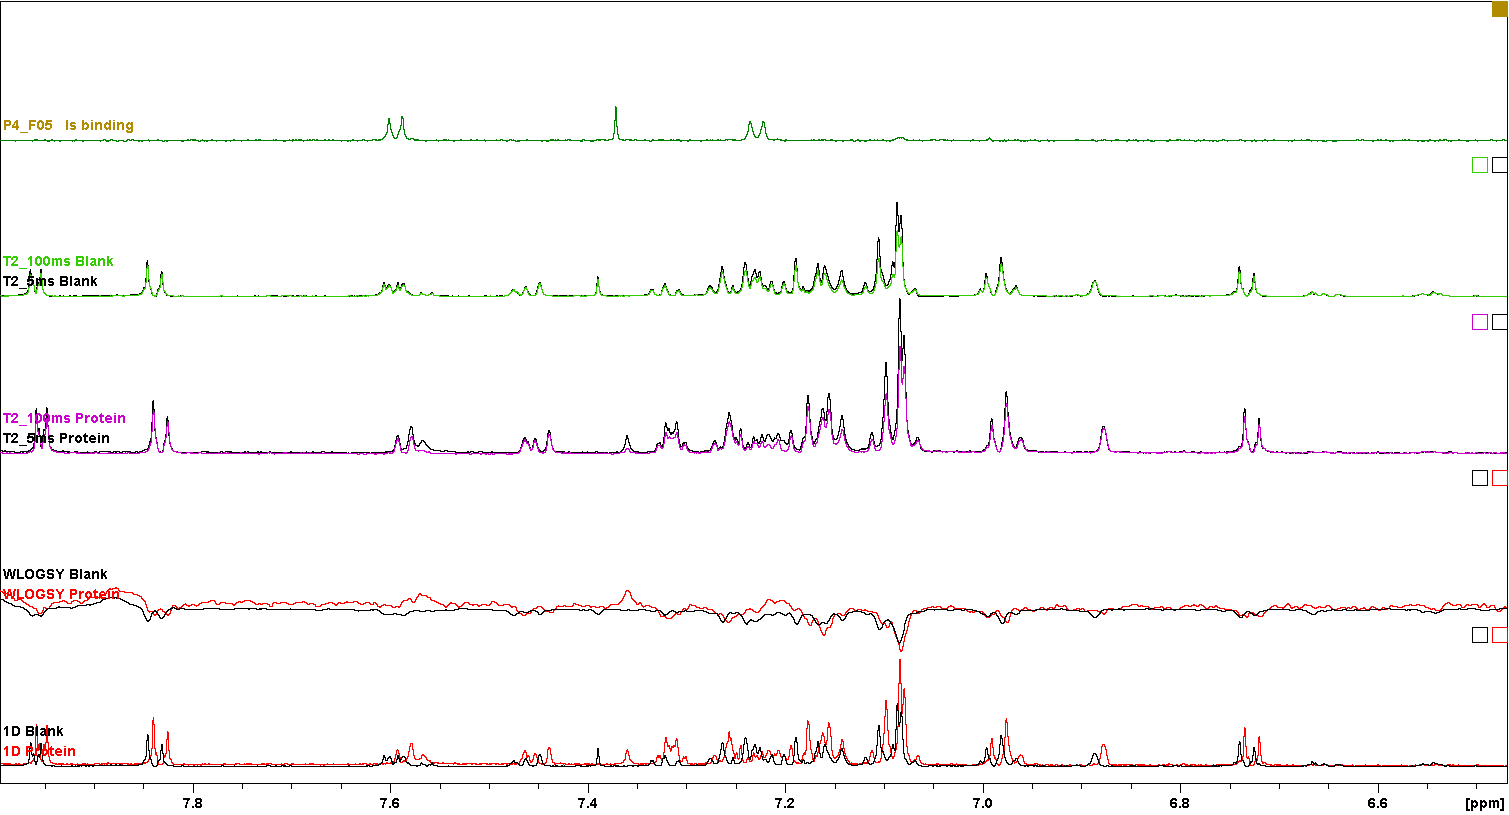 P4_F05 Is binding
T2_100ms Blank
T2_5ms Blank
T2_100ms Protein
T2_5ms Protein
WLOGSY Blank
WLOGSY Protein
1D Blank
1D Protein
7.8 7.6 7.4 7.2 7.0 6.8 6.6 [ppm]